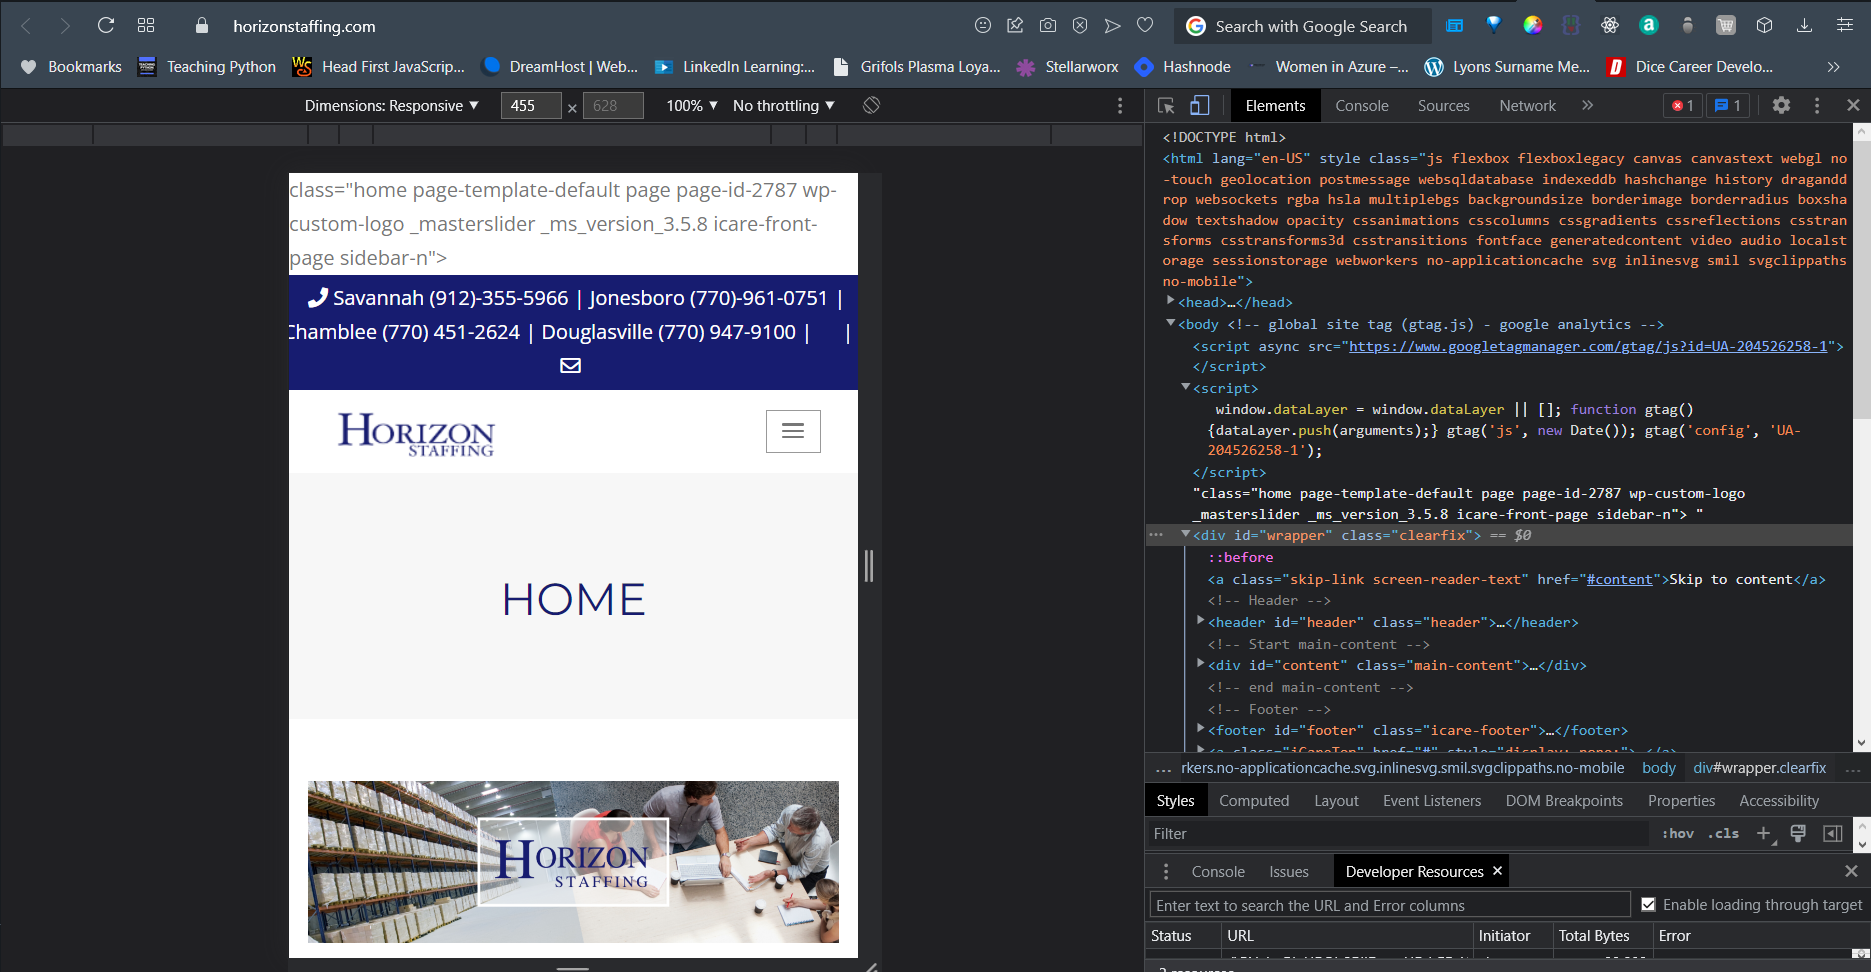 horizonstaffing.com
Search with Google Search
Bookmarks Teaching Python Head First JavaScrip... DreamHost | Web... LinkedIn Learning:... Grifols Plasma Loya... Stellarworx Hashnode Women in Azure –... Lyons Surname Me... Dice Career Develo...
Dimensions: Responsive 455 × 628 100% No throttling
Elements Console Sources Network 1 1
class="home page-template-default page page-id-2787 wp-
custom-logo _masterslider _ms_version_3.5.8 icare-front-
page sidebar-n">
Savannah (912)-355-5966 | Jonesboro (770)-961-0751 |
Chamblee (770) 451-2624 | Douglasville (770) 947-9100 | |
HORIZON
STAFFING
HOME
HORIZON
STAFFING
<!DOCTYPE html>
<html lang="en-US" style class="js flexbox flexboxlegacy canvas canvastext webgl no
-touch geolocation postmessage websqldatabase indexeddb hashchange history dragandd
rop websockets rgba hsla multiplebgs backgroundsize borderimage borderradius boxsha
dow textshadow opacity cssanimations csscolumns cssgradients cssreflections csstran
sforms csstransforms3d csstransitions fontface generatedcontent video audio localst
orage sessionstorage webworkers no-applicationcache svg inlinesvg smil svgclippaths
no-mobile">
<head>…</head>
<body <!-- global site tag (gtag.js) - google analytics -->
<script async src="https://www.googletagmanager.com/gtag/js?id=UA-204526258-1">
</script>
<script>
window.dataLayer = window.dataLayer || []; function gtag()
{dataLayer.push(arguments);} gtag('js', new Date()); gtag('config', 'UA-
204526258-1');
</script>
"class="home page-template-default page page-id-2787 wp-custom-logo
_masterslider _ms_version_3.5.8 icare-front-page sidebar-n"> "
<div id="wrapper" class="clearfix"> == $0
::before
<a class="skip-link screen-reader-text" href="#content">Skip to content</a>
<!-- Header -->
<header id="header" class="header">…</header>
<!-- Start main-content -->
<div id="content" class="main-content">…</div>
<!-- end main-content -->
<!-- Footer -->
<footer id="footer" class="icare-footer">…</footer>
<a class="iCareTop" href="#" style="display: none;">…</a>
... rkers.no-applicationcache.svg.inlinesvg.smil.svgclippaths.no-mobile body div#wrapper.clearfix ...
Styles Computed Layout Event Listeners DOM Breakpoints Properties Accessibility
Filter :hov .cls
Console Issues Developer Resources
Enter text to search the URL and Error columns Enable loading through target
Status URL Initiator Total Bytes Error